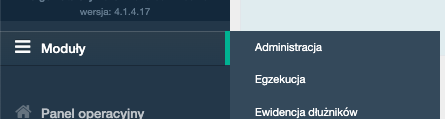 wersja: 4.1.4.17
Moduły
Administracja
Egzekucja
Panel operacyjny
Ewidencja dłużników